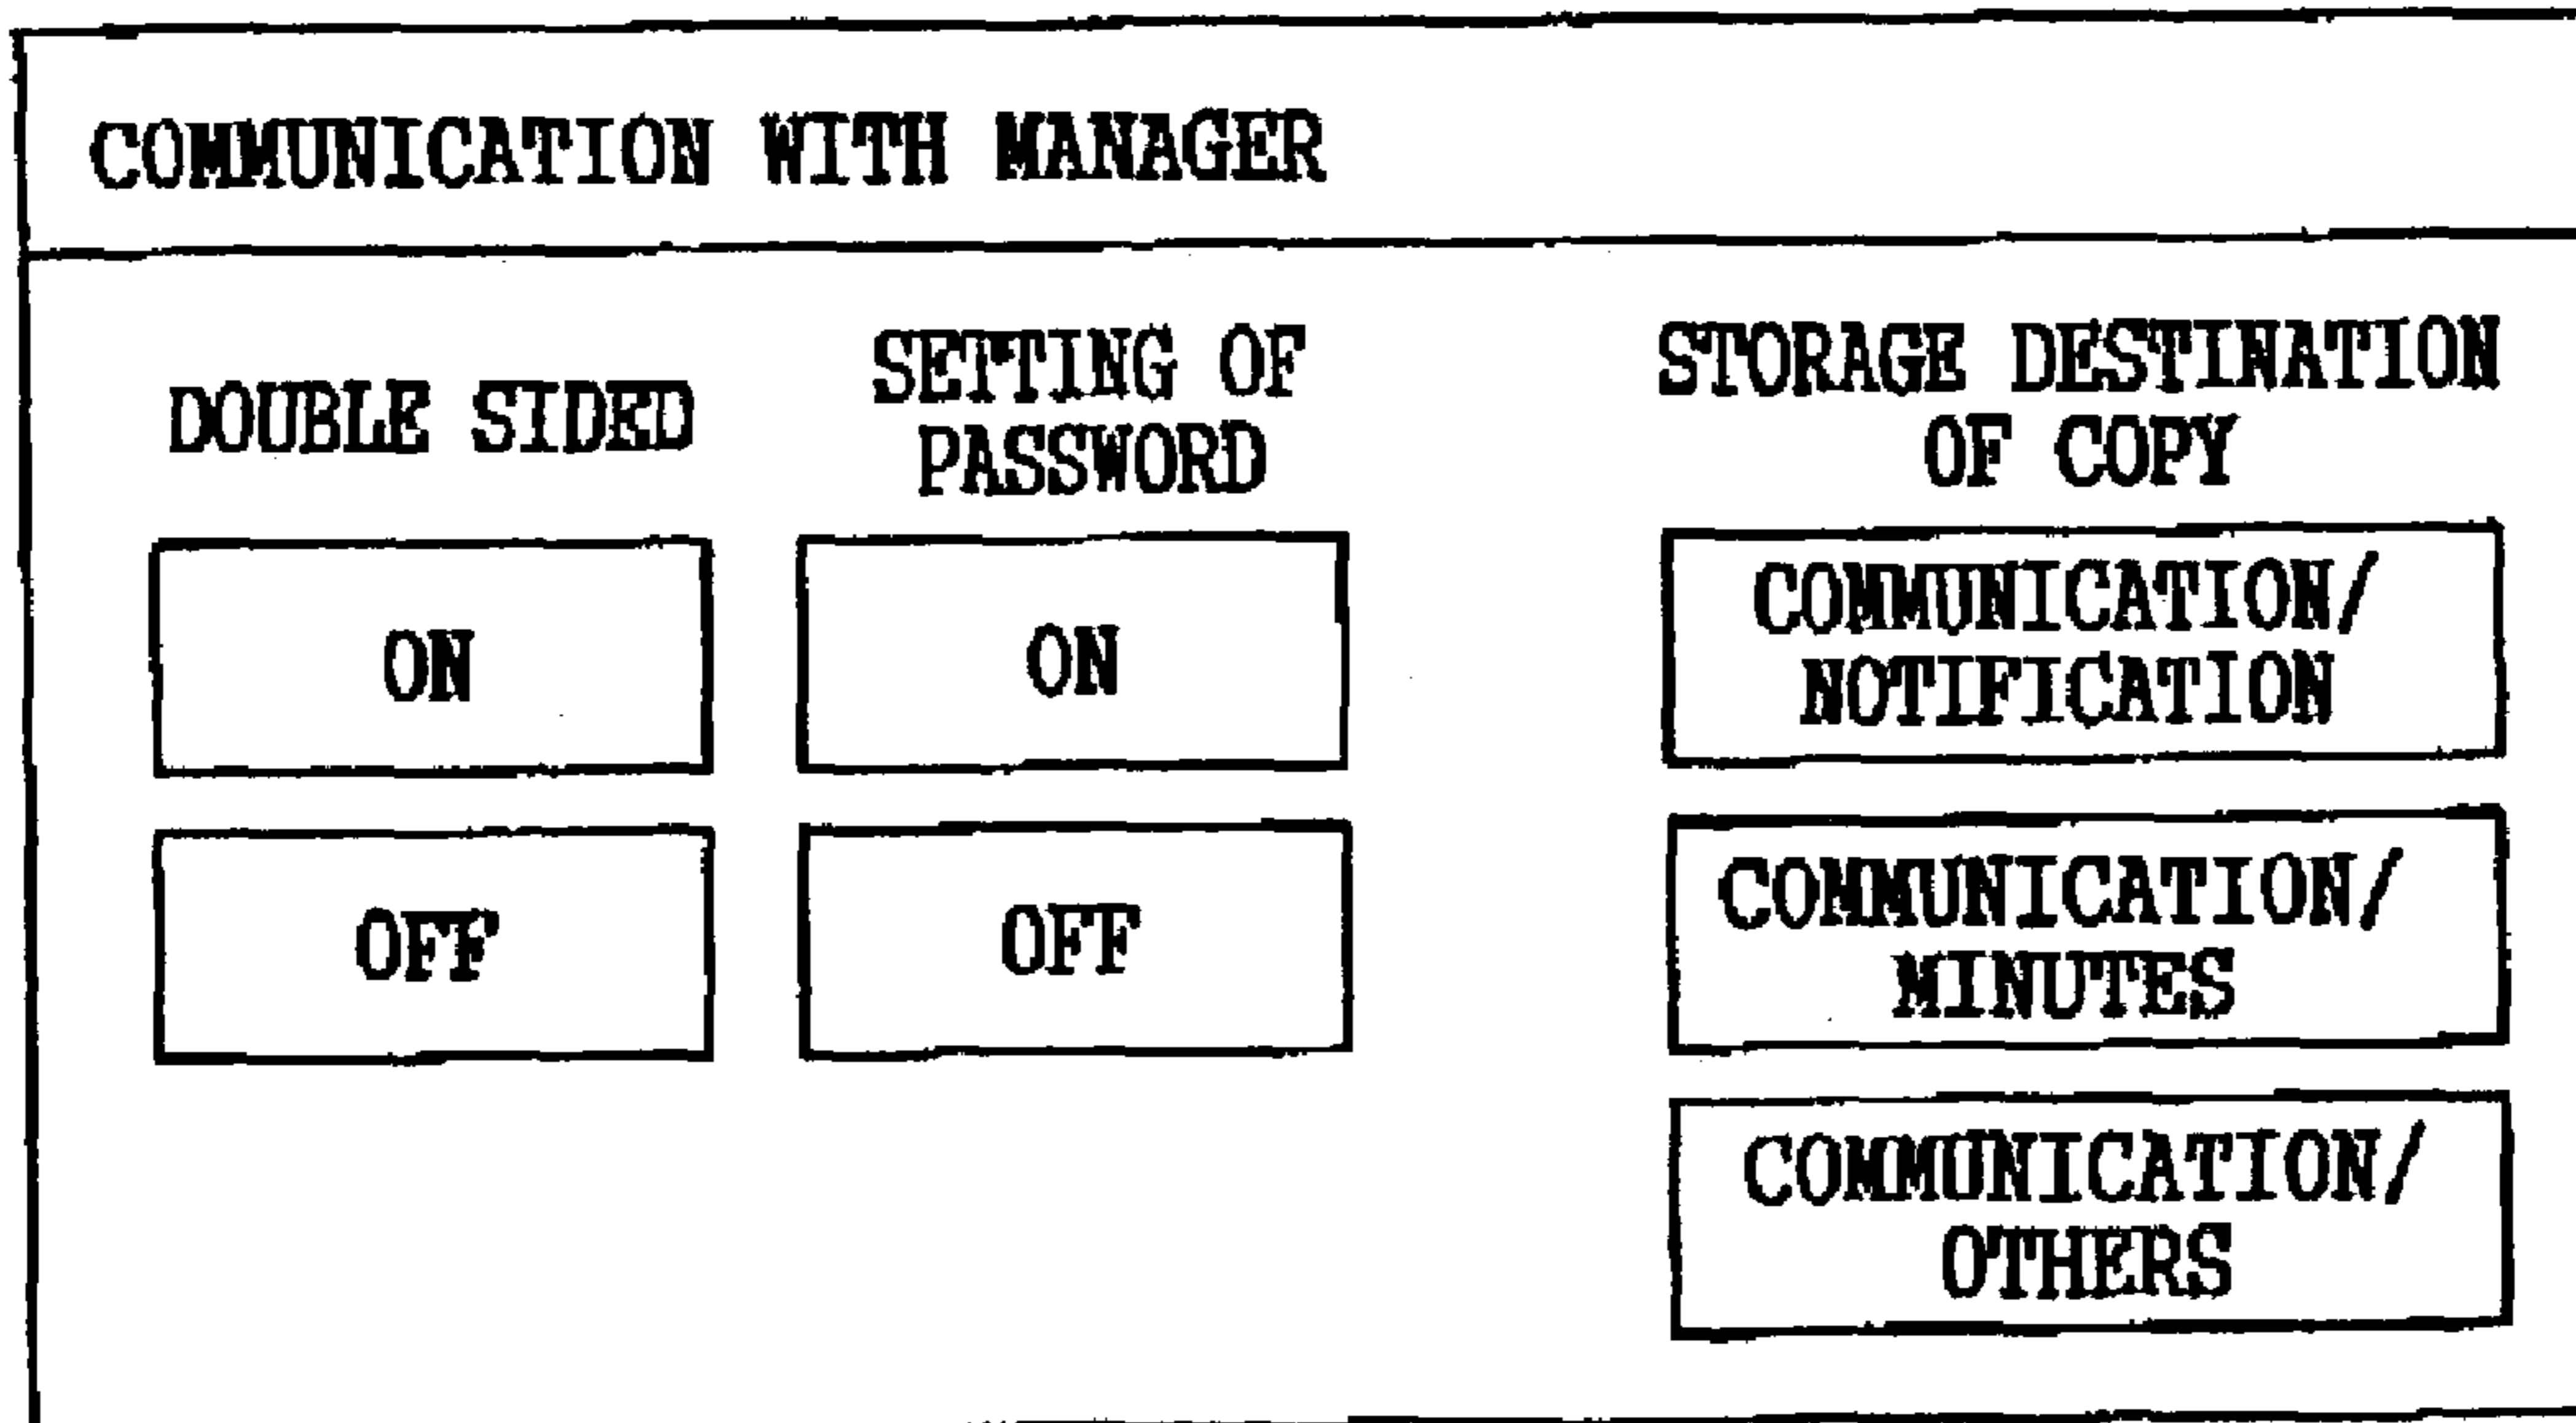 COMMUNICATION WITH MANAGER
DOUBLE SIDED
SETTING OF
PASSWORD
STORAGE DESTINATION
OF COPY
ON
ON
COMMUNICATION/
NOTIFICATION
OFF
OFF
COMMUNICATION/
MINUTES
COMMUNICATION/
OTHERS